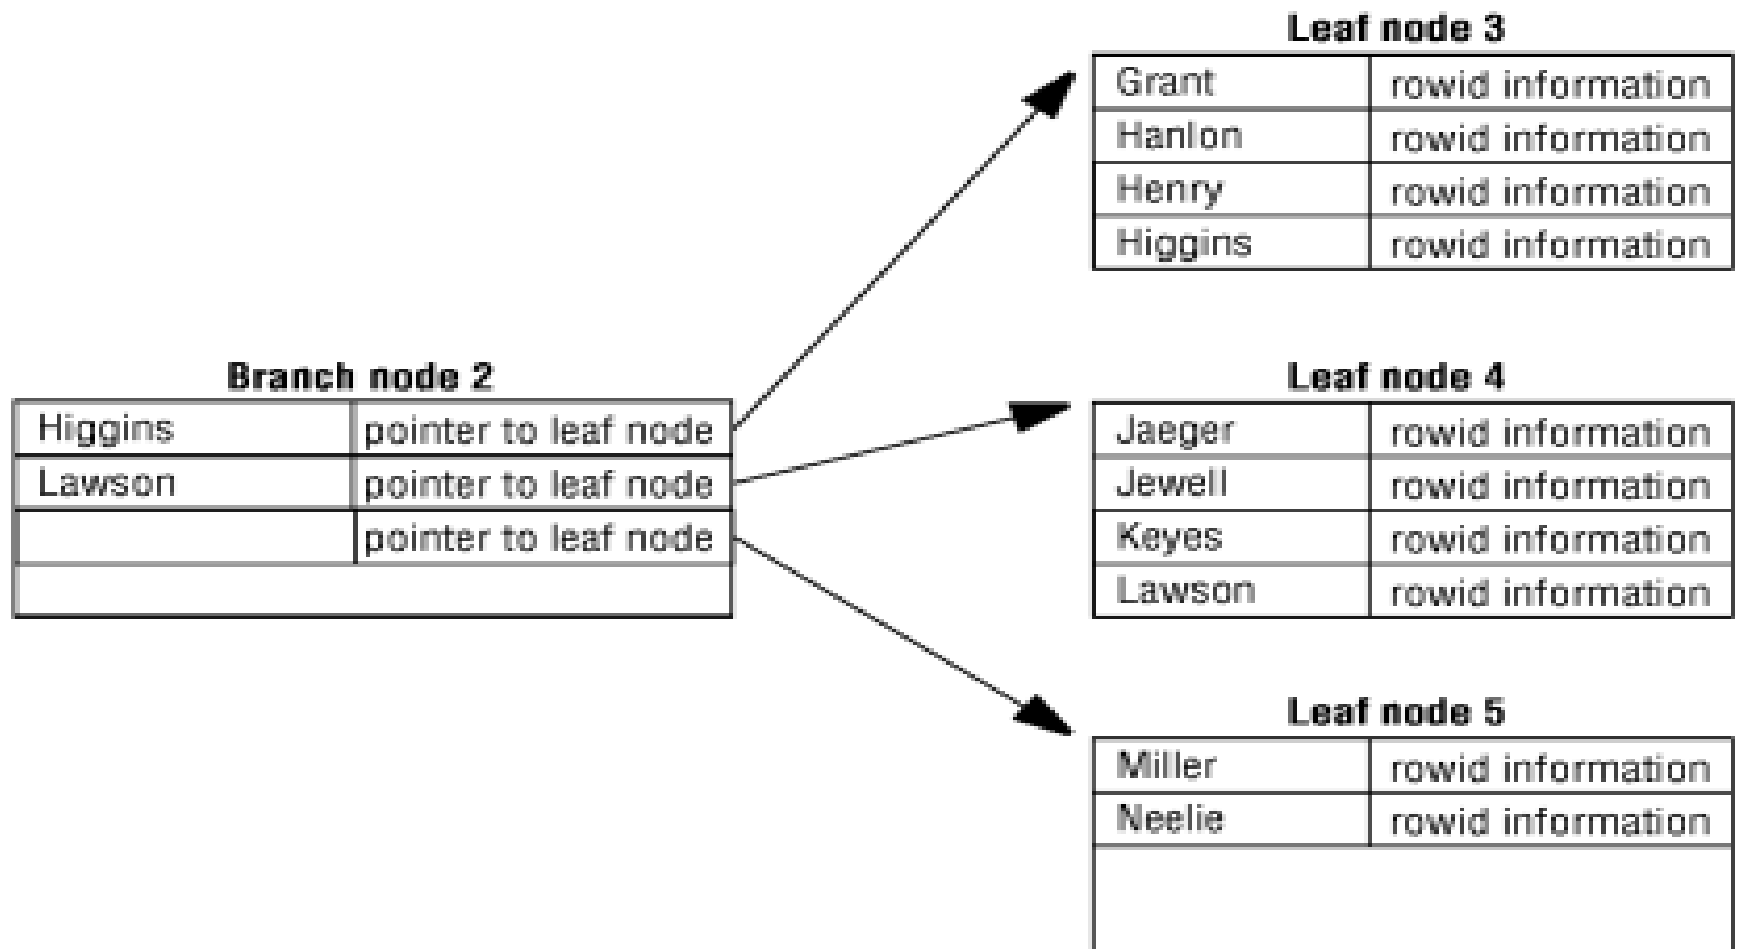 Leaf node 3
Grant rowid information
Hanlon rowid information
Henry rowid information
Higgins rowid information
Branch node 2
Higgins pointer to leaf node
Lawson pointer to leaf node
pointer to leaf node
Leaf node 4
Jaeger rowid information
Jewell rowid information
Keyes rowid information
Lawson rowid information
Leaf node 5
Miller rowid information
Neelie rowid information